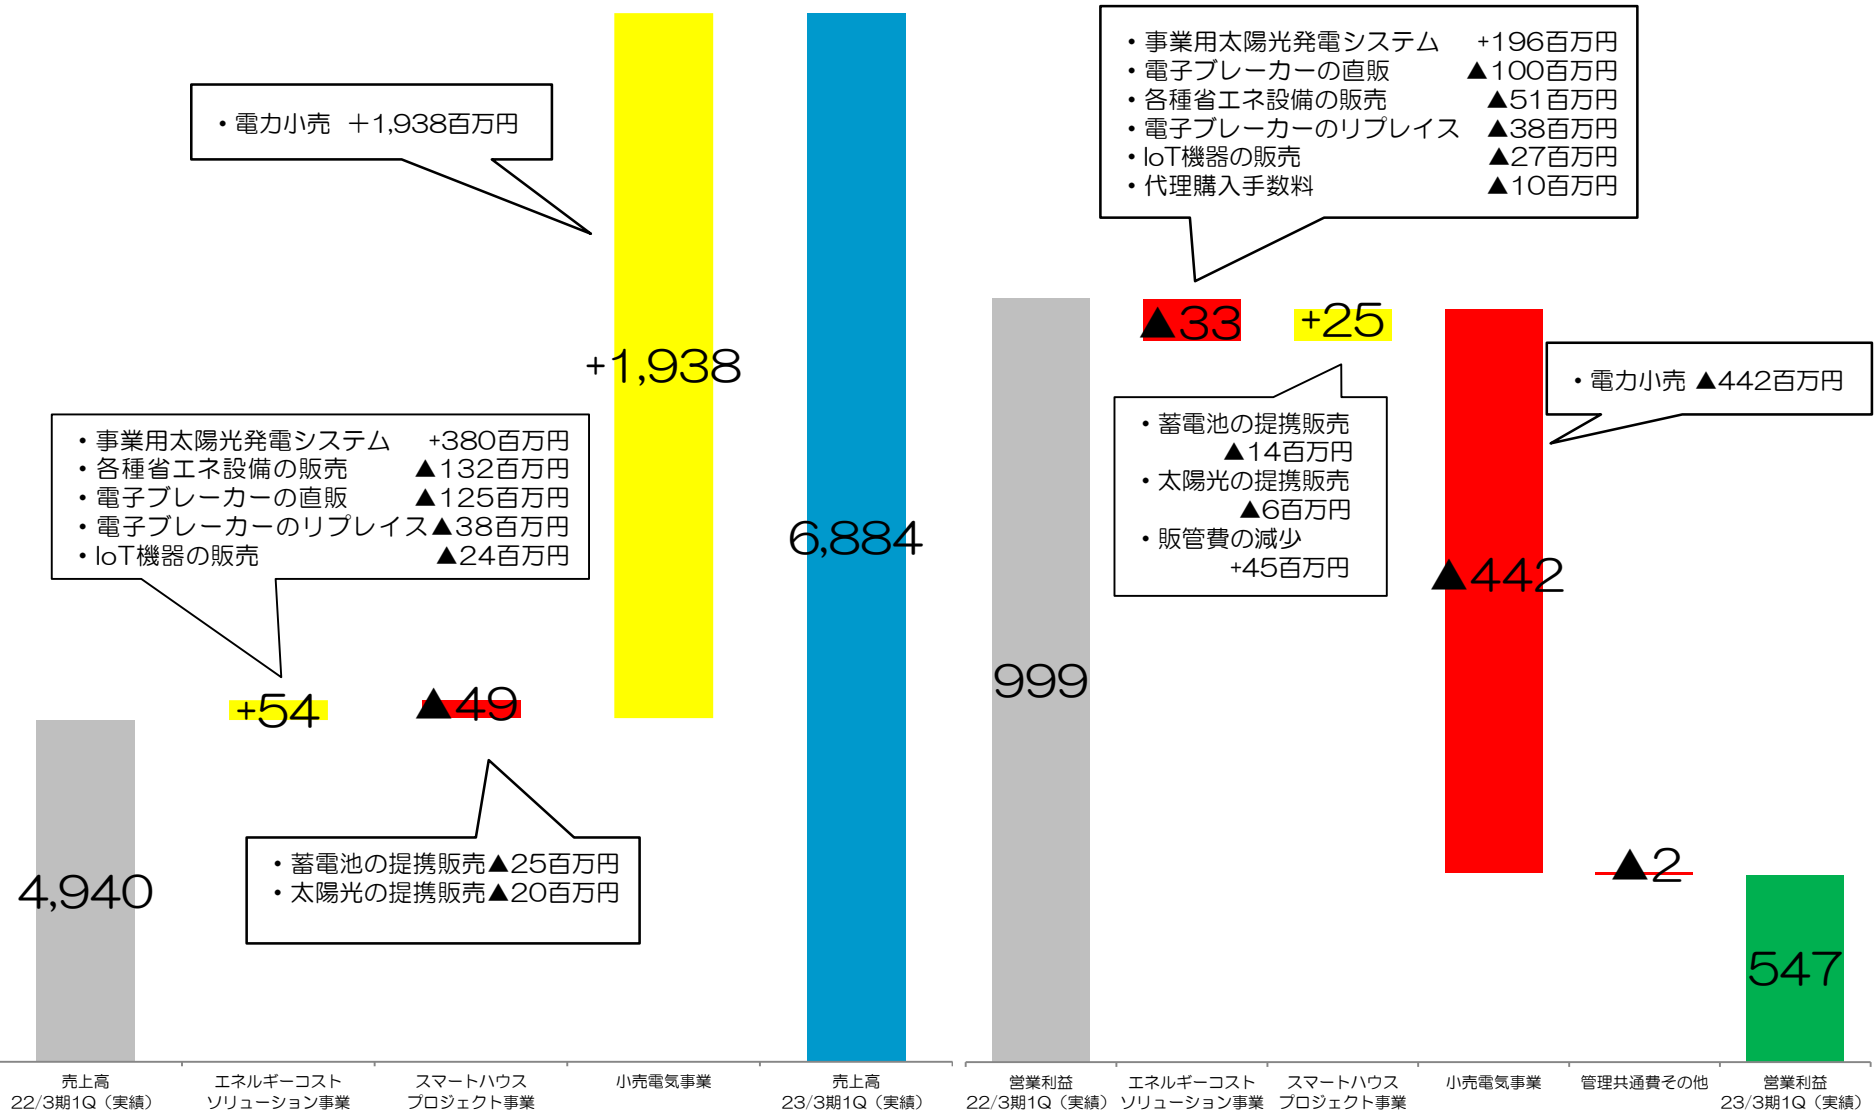 ・電力小売 +1,938百万円
+1,938
・事業用太陽光発電システム +380百万円
・各種省エネ設備の販売 ▲132百万円
・電子ブレーカーの直販 ▲125百万円
・電子ブレーカーのリプレイス▲38百万円
・IoT機器の販売 ▲24百万円
6,884
+54
▲49
・蓄電池の提携販売▲25百万円
・太陽光の提携販売▲20百万円
4,940
売上高
22/3期1Q（実績）
エネルギーコスト
ソリューション事業
スマートハウス
プロジェクト事業
小売電気事業
売上高
23/3期1Q（実績）
・事業用太陽光発電システム +196百万円
・電子ブレーカーの直販 ▲100百万円
・各種省エネ設備の販売 ▲51百万円
・電子ブレーカーのリプレイス ▲38百万円
・IoT機器の販売 ▲27百万円
・代理購入手数料 ▲10百万円
▲33
+25
・電力小売 ▲442百万円
・蓄電池の提携販売
▲14百万円
・太陽光の提携販売
▲6百万円
・販管費の減少
+45百万円
▲442
999
▲2
547
営業利益
22/3期1Q（実績）
エネルギーコスト
ソリューション事業
スマートハウス
プロジェクト事業
小売電気事業
管理共通費その他
営業利益
23/3期1Q（実績）